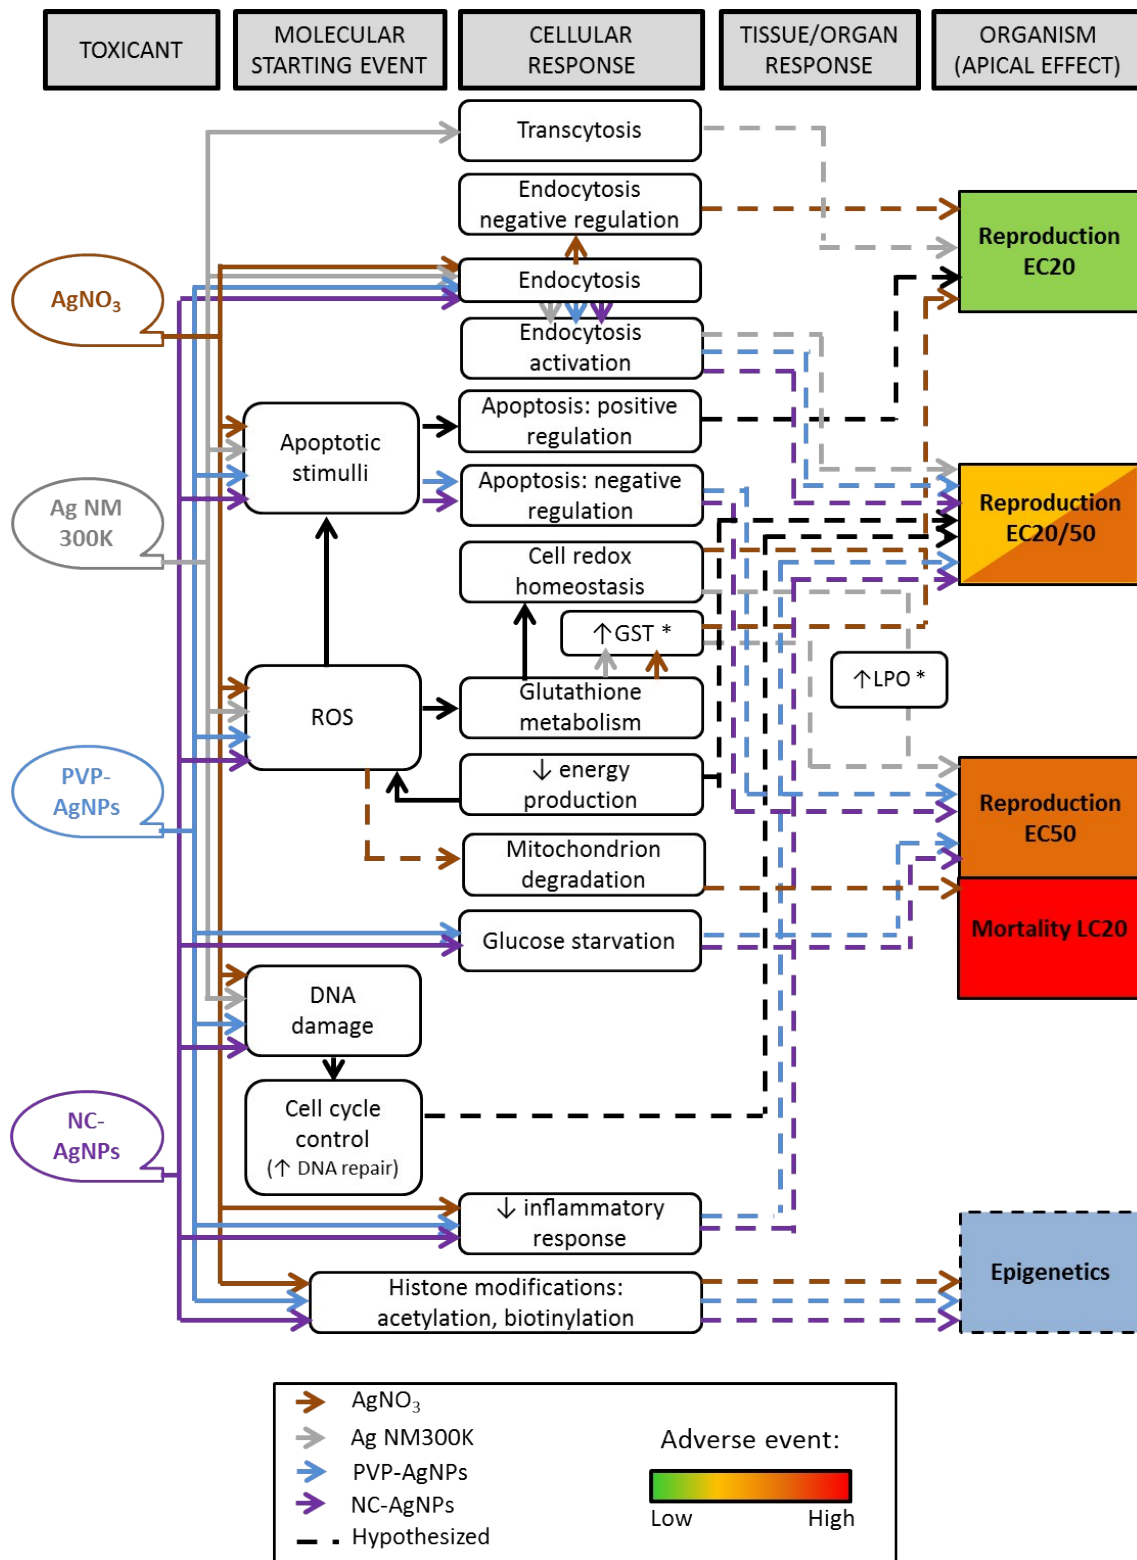 TOXICANT
MOLECULAR
STARTING EVENT
CELLULAR
RESPONSE
TISSUE/ORGAN
RESPONSE
ORGANISM
(APICAL EFFECT)
Transcytosis
Endocytosis
negative regulation
Reproduction
EC20
AgNO₃
Endocytosis
Endocytosis
activation
Apoptotic
stimulli
Apoptosis: positive
regulation
Ag NM
300K
Apoptosis: negative
regulation
Reproduction
EC20/50
Cell redox
homeostasis
↑GST *
↑LPO *
ROS
Glutathione
metabolism
PVP-
AgNPs
↓ energy
production
Reproduction
EC50
Mitochondrion
degradation
Mortality LC20
Glucose starvation
DNA
damage
NC-
AgNPs
Cell cycle
control
(↑ DNA repair)
↓ inflammatory
response
Histone modifications:
acetylation, biotinylation
Epigenetics
AgNO₃
Ag NM300K
PVP-AgNPs
NC-AgNPs
Hypothesized
Adverse event:
Low
High